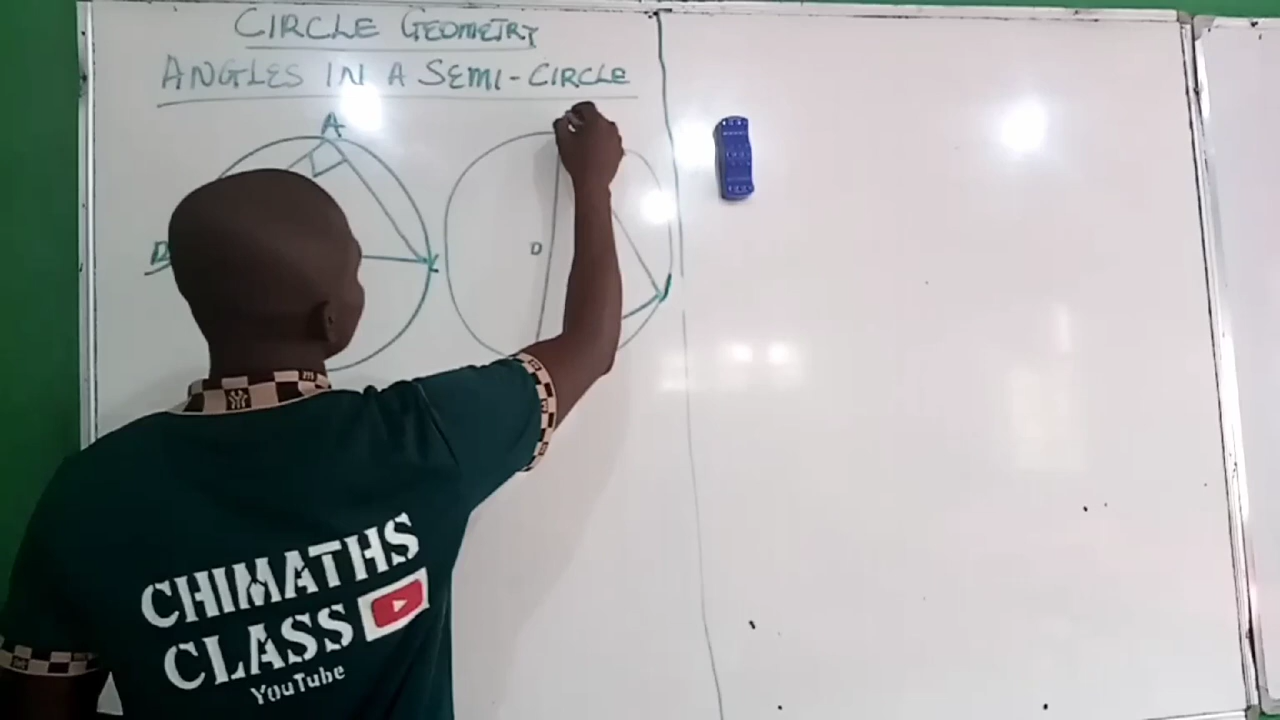 CIRCLE GEOMETRY
ANGLES IN A SEMI-CIRCLE
A
O
CHIMATHS
CLASS
YouTube